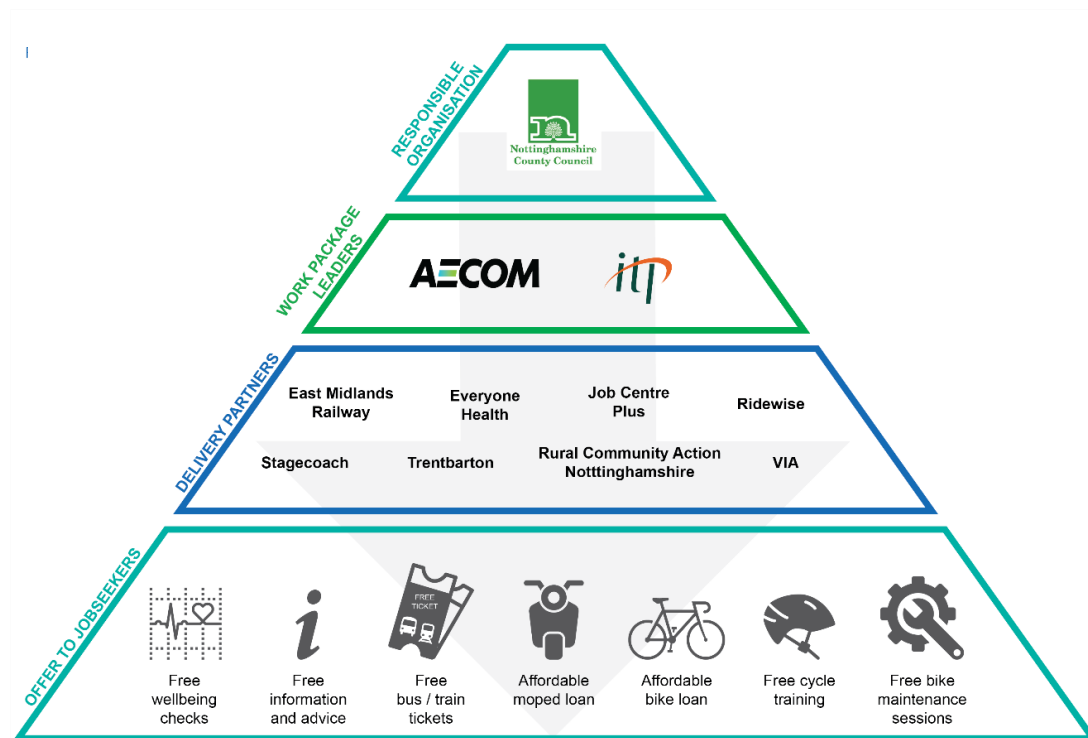 RESPONSIBLE
ORGANISATION
Nottinghamshire
County Council
WORK PACKAGE
LEADERS
AECOM
itp
DELIVERY PARTNERS
East Midlands
Railway
Everyone
Health
Job Centre
Plus
Ridewise
Stagecoach
Trentbarton
Rural Community Action
Notttinghamshire
VIA
OFFER TO JOBSEEKERS
FREE
TICKET
Free
wellbeing
checks
Free
information
and advice
Free
bus / train
tickets
Affordable
moped loan
Affordable
bike loan
Free cycle
training
Free bike
maintenance
sessions